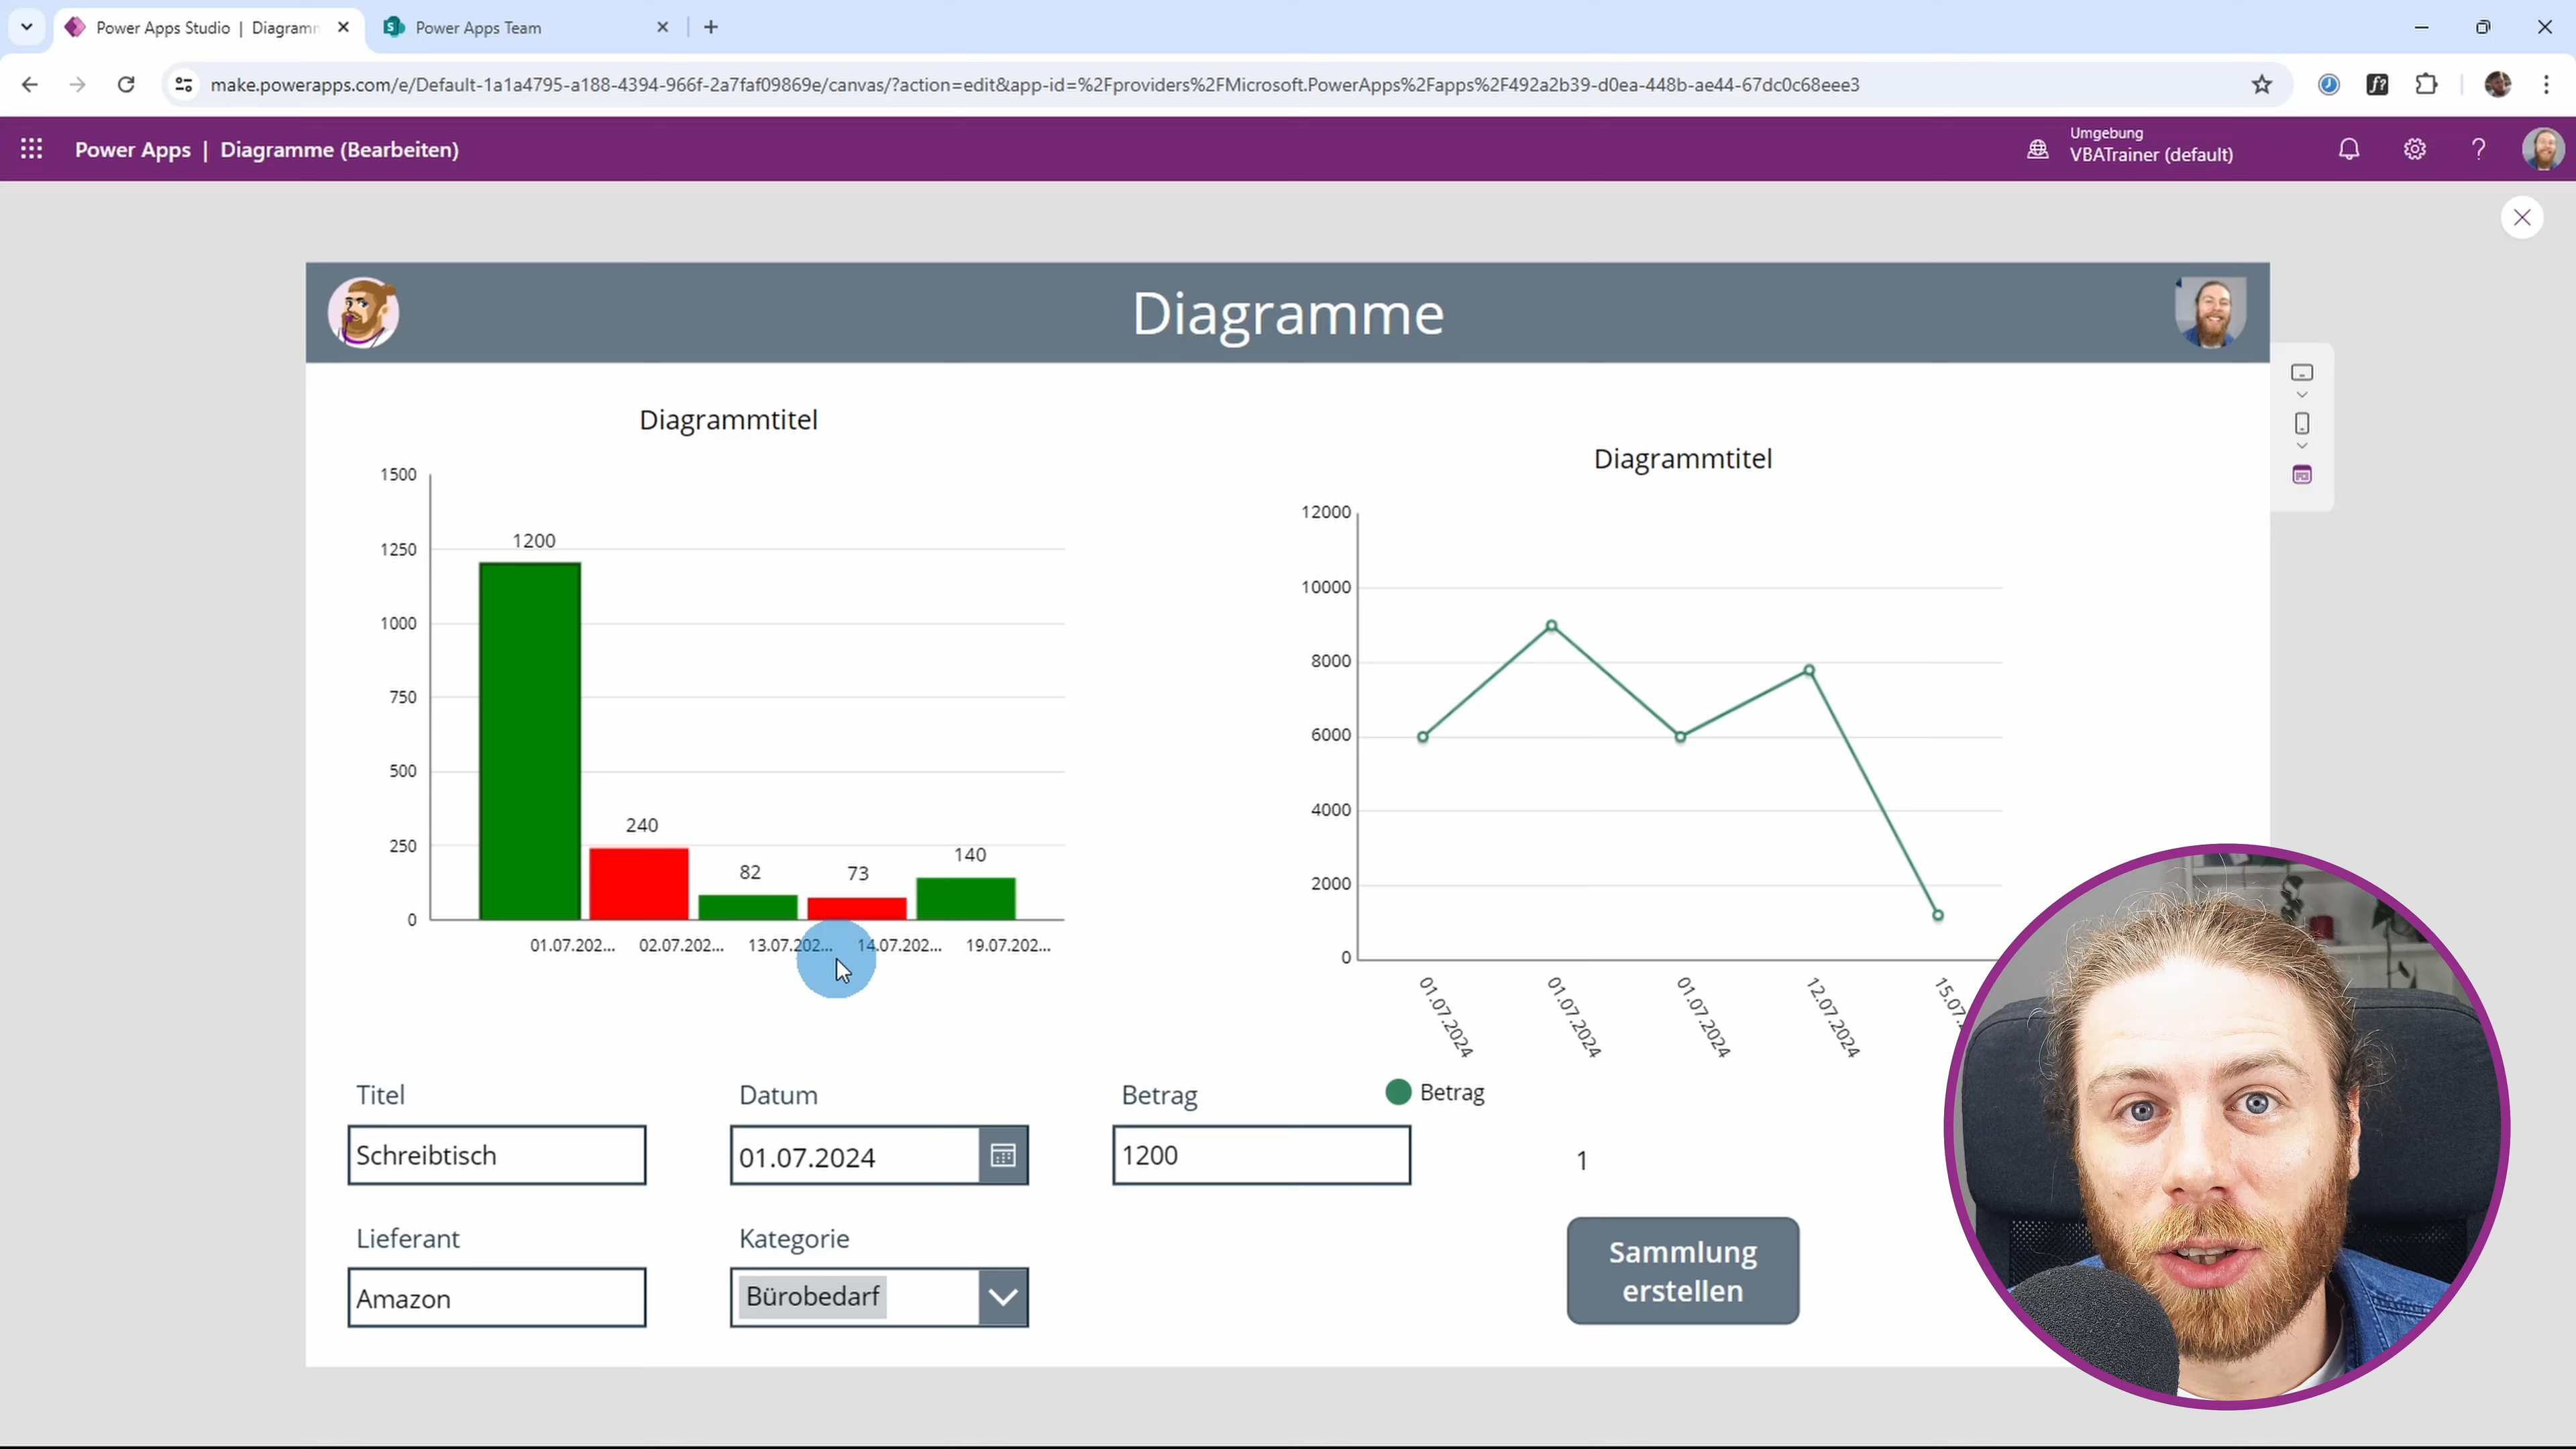 Power Apps Studio | Diagramm
Power Apps Team
make.powerapps.com/e/Default-1a1a4795-a188-4394-966f-2a7faf09869e/canvas/?action=edit&app-id=%2Fproviders%2FMicrosoft.PowerApps%2Fapps%2F492a2b39-d0ea-448b-ae44-67dc0c68eee3
Power Apps | Diagramme (Bearbeiten)
Umgebung
VBATrainer (default)
Diagramme
Diagrammtitel
1500
1250
1000
750
500
250
0
1200
240
82
73
140
01.07.202...
02.07.202...
13.07.202...
14.07.202...
19.07.202...
Diagrammtitel
12000
10000
8000
6000
4000
2000
0
01.07.2024
01.07.2024
01.07.2024
12.07.2024
15.07.
Betrag
Titel
Datum
Betrag
Schreibtisch
01.07.2024
1200
1
Lieferant
Kategorie
Amazon
Bürobedarf
Sammlung
erstellen